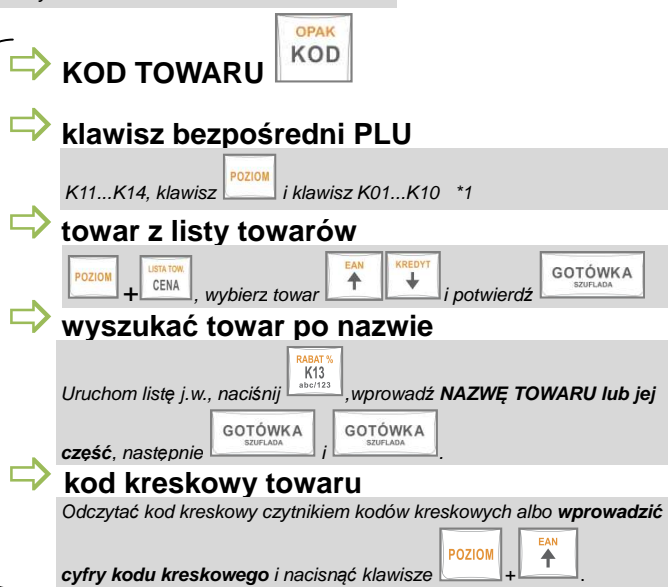 OPAK
KOD TOWARU KOD
klawisz bezpośredni PLU
POZIOM
K11...K14, klawisz i klawisz K01...K10 *1
towar z listy towarów
POZIOM + LISTA TOW. CENA , wybierz towar EAN ↑ KREDYT ↓ i potwierdź GOTÓWKA SZUFLADA
wyszukać towar po nazwie
Uruchom listę j.w., naciśnij RABAT % K13 abc/123 ,wprowadź NAZWĘ TOWARU lub jej
część, następnie GOTÓWKA SZUFLADA i GOTÓWKA SZUFLADA .
kod kreskowy towaru
Odczytać kod kreskowy czytnikiem kodów kreskowych albo wprowadzić
cyfry kodu kreskowego i nacisnąć klawisze POZIOM + EAN ↑ .